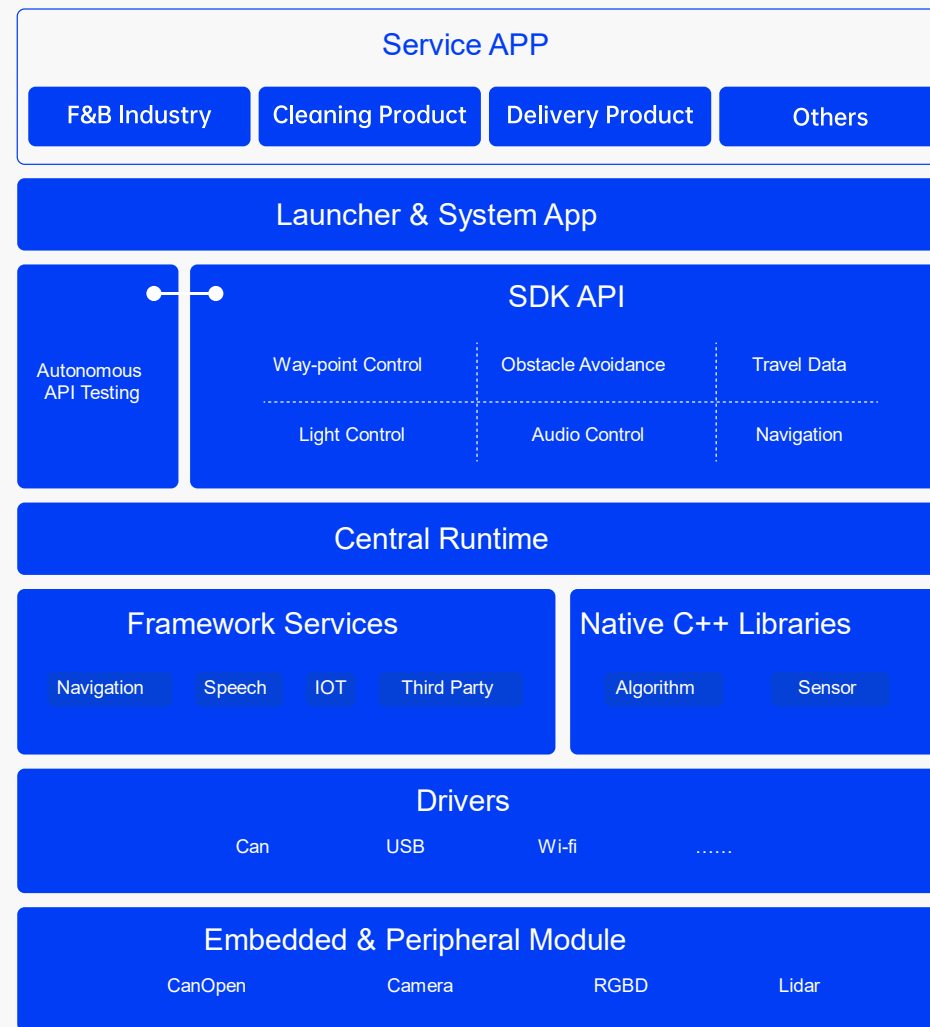 Service APP
F&B Industry
Cleaning Product
Delivery Product
Others
Launcher & System App
Autonomous
API Testing
SDK API
Way-point Control
Obstacle Avoidance
Travel Data
Light Control
Audio Control
Navigation
Central Runtime
Framework Services
Navigation
Speech
IOT
Third Party
Native C++ Libraries
Algorithm
Sensor
Drivers
Can
USB
Wi-fi
……
Embedded & Peripheral Module
CanOpen
Camera
RGBD
Lidar